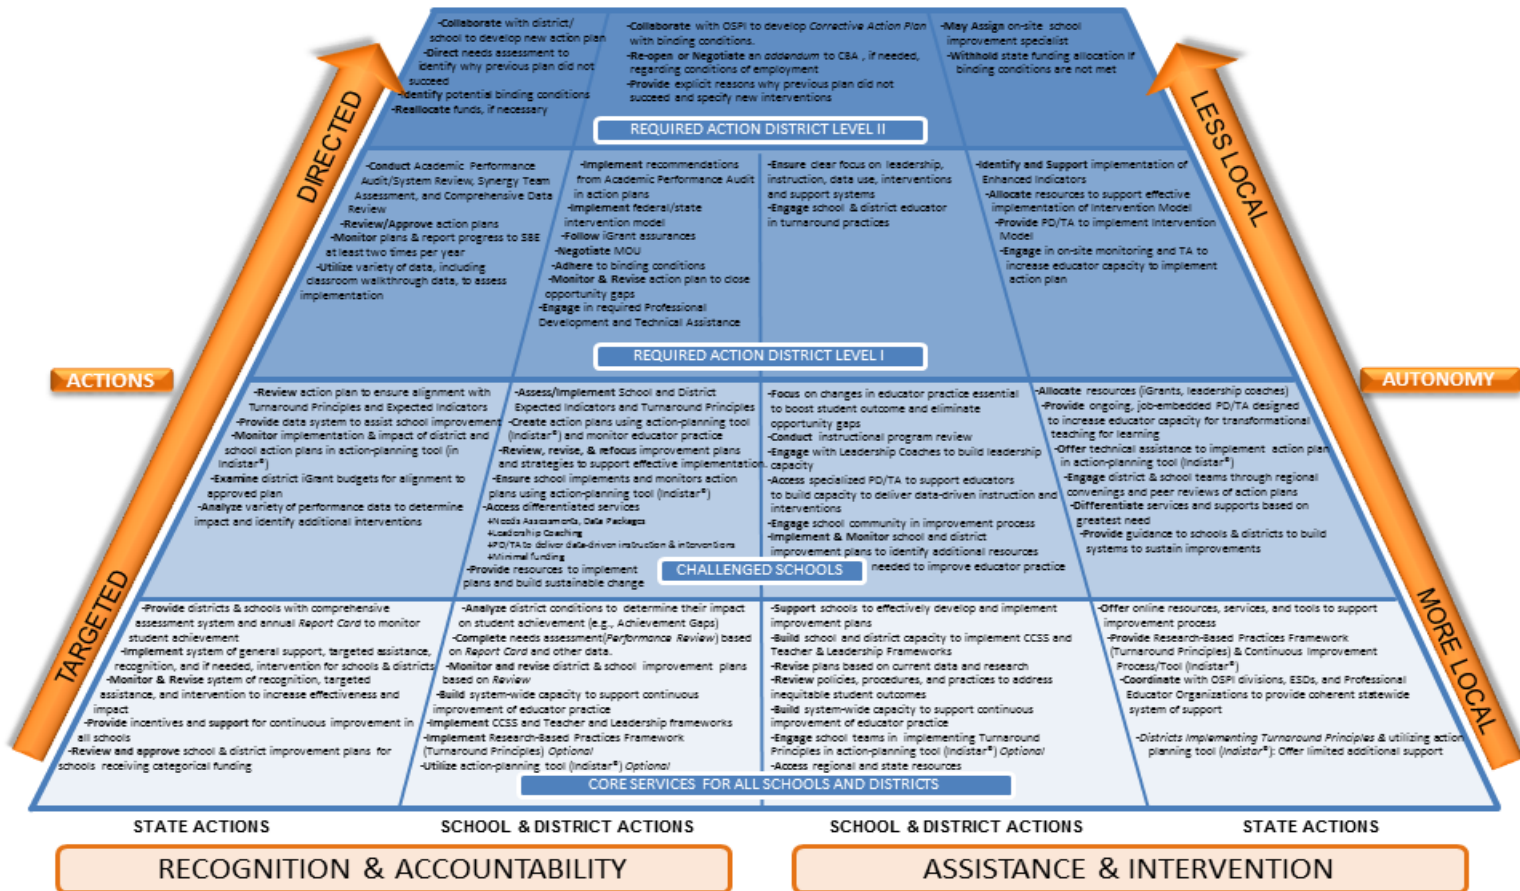 -Collaborate with district/
school to develop new action plan
-Direct needs assessment to
identify why previous plan did not
succeed
-Identify potential binding conditions
-Reallocate funds, if necessary
-Collaborate with OSPI to develop Corrective Action Plan
with binding conditions.
-Re-open or Negotiate an addendum to CBA , if needed,
regarding conditions of employment
-Provide explicit reasons why previous plan did not
succeed and specify new interventions
-May Assign on-site school
improvement specialist
-Withhold state funding allocation if
binding conditions are not met
REQUIRED ACTION DISTRICT LEVEL II
DIRECTED
LESS LOCAL
-Conduct Academic Performance
Audit/System Review, Synergy Team
Assessment, and Comprehensive Data
Review
-Review/Approve action plans
-Monitor plans & report progress to SBE
at least two times per year
-Utilize variety of data, including
classroom walkthrough data, to assess
implementation
-Implement recommendations
from Academic Performance Audit
in action plans
-Implement federal/state
intervention model
-Follow iGrant assurances
-Negotiate MOU
-Adhere to binding conditions
-Monitor & Revise action plan to close
opportunity gaps
-Engage in required Professional
Development and Technical Assistance
-Ensure clear focus on leadership,
instruction, data use, interventions
and support systems
-Engage school & district educator
in turnaround practices
-Identify and Support implementation of
Enhanced Indicators
-Allocate resources to support effective
implementation of Intervention Model
-Provide PD/TA to implement Intervention
Model
-Engage in on-site monitoring and TA to
increase educator capacity to implement
action plan
REQUIRED ACTION DISTRICT LEVEL I
ACTIONS
AUTONOMY
-Review action plan to ensure alignment with
Turnaround Principles and Expected Indicators
-Provide data system to assist school improvement
-Monitor implementation & impact of district and
school action plans in action-planning tool (in
Indistar®)
-Examine district iGrant budgets for alignment to
approved plan
-Analyze variety of performance data to determine
impact and identify additional interventions
-Assess/Implement School and District
Expected Indicators and Turnaround Principles
-Create action plans using action-planning tool
(Indistar®) and monitor educator practice
-Review, revise, & refocus improvement plans
and strategies to support effective implementation.
-Ensure school implements and monitors action
plans using action-planning tool (Indistar®)
-Access differentiated services
+Needs Assessments, Data Packages
+Leadership Coaching
+PD/TA to deliver data-driven instruction & interventions
+Minimal funding
-Provide resources to implement
plans and build sustainable change
-Focus on changes in educator practice essential
to boost student outcome and eliminate
opportunity gaps
-Conduct instructional program review
-Engage with Leadership Coaches to build leadership
capacity
-Access specialized PD/TA to support educators
to build capacity to deliver data-driven instruction and
interventions
-Engage school community in improvement process
-Implement & Monitor school and district
improvement plans to identify additional resources
needed to improve educator practice
-Allocate resources (iGrants, leadership coaches)
-Provide ongoing, job-embedded PD/TA designed
to increase educator capacity for transformational
teaching for learning
-Offer technical assistance to implement action plan
in action-planning tool (Indistar®)
-Engage district & school teams through regional
convenings and peer reviews of action plans
-Differentiate services and supports based on
greatest need
-Provide guidance to schools & districts to build
systems to sustain improvements
CHALLENGED SCHOOLS
TARGETED
MORE LOCAL
-Provide districts & schools with comprehensive
assessment system and annual Report Card to monitor
student achievement
-Implement system of general support, targeted assistance,
recognition, and if needed, intervention for schools & districts
-Monitor & Revise system of recognition, targeted
assistance, and intervention to increase effectiveness and
impact
-Provide incentives and support for continuous improvement in
all schools
-Review and approve school & district improvement plans for
schools receiving categorical funding
-Analyze district conditions to determine their impact
on student achievement (e.g., Achievement Gaps)
-Complete needs assessment(Performance Review) based
on Report Card and other data.
-Monitor and revise district & school improvement plans
based on Review
-Build system-wide capacity to support continuous
improvement of educator practice
-Implement CCSS and Teacher and Leadership frameworks
-Implement Research-Based Practices Framework
(Turnaround Principles) Optional
-Utilize action-planning tool (Indistar®) Optional
-Support schools to effectively develop and implement
improvement plans
-Build school and district capacity to implement CCSS and
Teacher & Leadership Frameworks
-Revise plans based on current data and research
-Review policies, procedures, and practices to address
inequitable student outcomes
-Build system-wide capacity to support continuous
improvement of educator practice
-Engage school teams in implementing Turnaround
Principles in action-planning tool (Indistar®) Optional
-Access regional and state resources
-Offer online resources, services, and tools to support
improvement process
-Provide Research-Based Practices Framework
(Turnaround Principles) & Continuous Improvement
Process/Tool (Indistar®)
-Coordinate with OSPI divisions, ESDs, and Professional
Educator Organizations to provide coherent statewide
system of support
-Districts Implementing Turnaround Principles & utilizing action
planning tool (Indistar®): Offer limited additional support
CORE SERVICES FOR ALL SCHOOLS AND DISTRICTS
STATE ACTIONS
SCHOOL & DISTRICT ACTIONS
SCHOOL & DISTRICT ACTIONS
STATE ACTIONS
RECOGNITION & ACCOUNTABILITY
ASSISTANCE & INTERVENTION